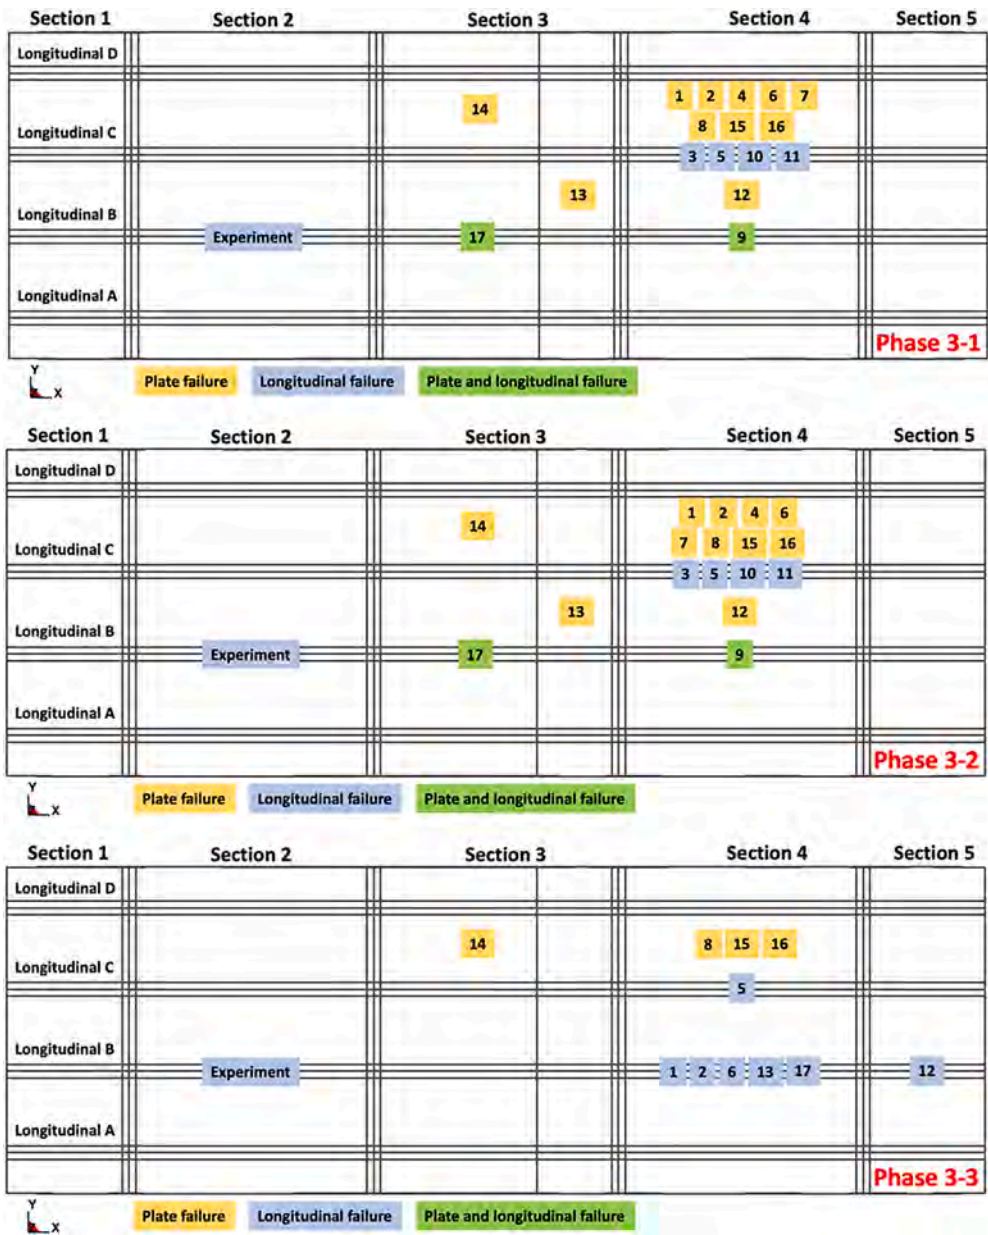 Section 1 Section 2 Section 3 Section 4 Section 5
Longitudinal D
1 2 4 6 7
14
Longitudinal C 8 15 16
3 5 10 11
13 12
Longitudinal B
Experiment 17 9
Longitudinal A
Phase 3-1
Y
X
Plate failure Longitudinal failure Plate and longitudinal failure
Section 1 Section 2 Section 3 Section 4 Section 5
Longitudinal D
1 2 4 6
14
Longitudinal C 7 8 15 16
3 5 10 11
13 12
Longitudinal B
Experiment 17 9
Longitudinal A
Phase 3-2
Y
X
Plate failure Longitudinal failure Plate and longitudinal failure
Section 1 Section 2 Section 3 Section 4 Section 5
Longitudinal D
14 8 15 16
Longitudinal C
5
Longitudinal B
Experiment 1 2 6 13 17 12
Longitudinal A
Phase 3-3
Y
X
Plate failure Longitudinal failure Plate and longitudinal failure